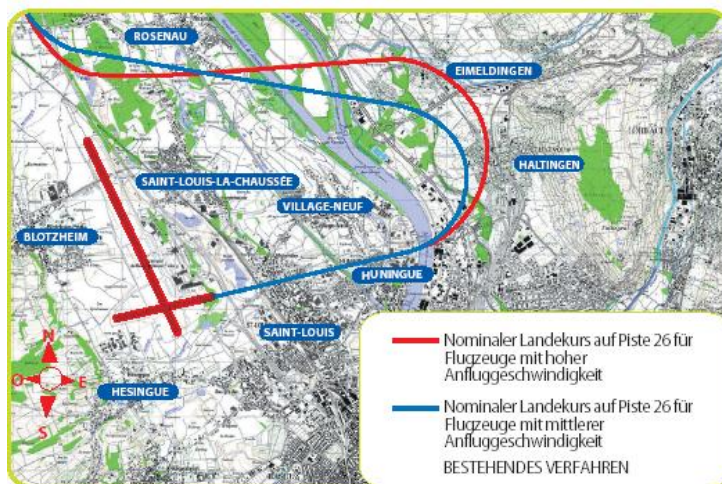 ROSENAU
EIMELDINGEN
HALTINGEN
SAINT-LOUIS-LA-CHAUSSÉE
VILLAGE-NEUF
BLOTZHEIM
HUNINGUE
SAINT-LOUIS
HESINGUE
N
O
E
S
Nominaler Landekurs auf Piste 26 für
Flugzeuge mit hoher
Anfluggeschwindigkeit
Nominaler Landekurs auf Piste 26 für
Flugzeuge mit mittlerer
Anfluggeschwindigkeit
BESTEHENDES VERFAHREN